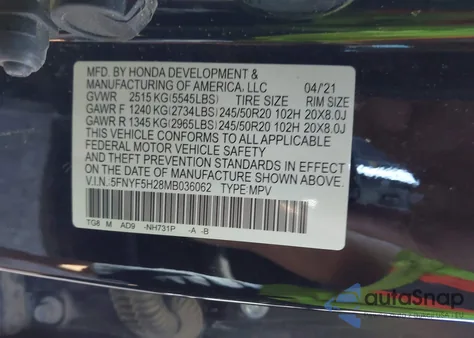 MFD. BY HONDA DEVELOPMENT &
MANUFACTURING OF AMERICA, LLC 04/21
GVWR 2515 KG(5545LBS) TIRE SIZE RIM SIZE
GAWR F 1240 KG(2734LBS)245/50R20 102H 20X8.0J
GAWR R 1345 KG(2965LBS)245/50R20 102H 20X8.0J
THIS VEHICLE CONFORMS TO ALL APPLICABLE
FEDERAL MOTOR VEHICLE SAFETY STANDARDS
IN EFFECT ON THE DATE OF MANUFACTURE SHOWN ABOVE.
V.I.N.: 5FNYF5H28MB036062 TYPE:MPV
TG8 M AD9 -NH731P -A -B
autoSnap